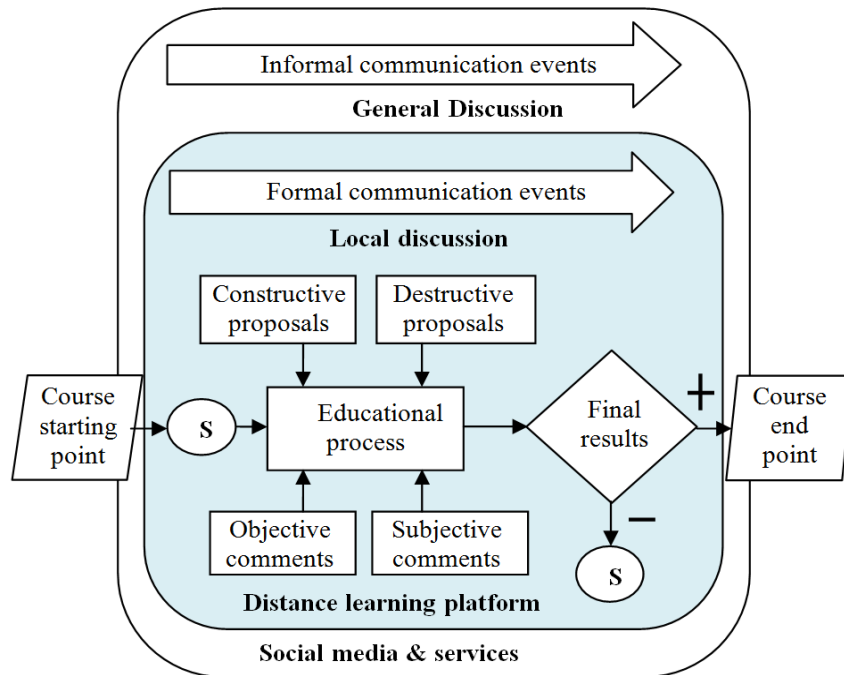 Informal communication events
General Discussion
Formal communication events
Local discussion
Constructive
proposals
Destructive
proposals
Course
starting
point
S
Educational
process
Final
results
+
Course
end
point
Objective
comments
Subjective
comments
−
S
Distance learning platform
Social media & services